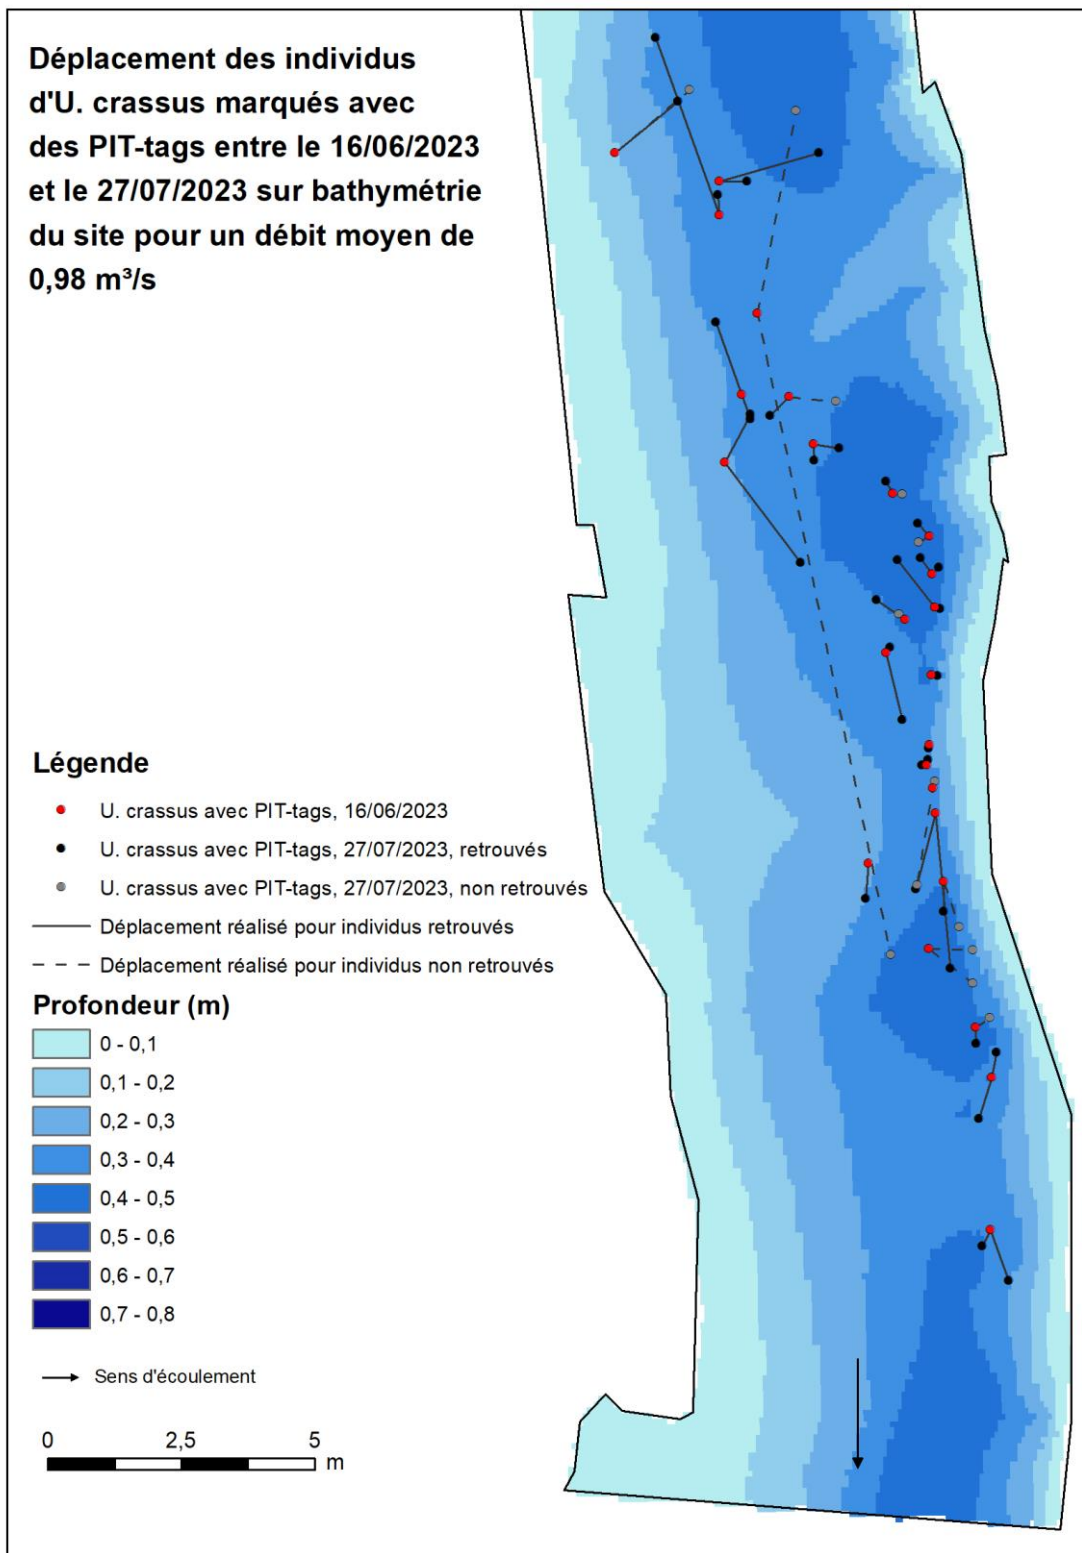 Déplacement des individus
d'U. crassus marqués avec
des PIT-tags entre le 16/06/2023
et le 27/07/2023 sur bathymétrie
du site pour un débit moyen de
0,98 m³/s
Légende
U. crassus avec PIT-tags, 16/06/2023
U. crassus avec PIT-tags, 27/07/2023, retrouvés
U. crassus avec PIT-tags, 27/07/2023, non retrouvés
Déplacement réalisé pour individus retrouvés
Déplacement réalisé pour individus non retrouvés
Profondeur (m)
0 - 0,1
0,1 - 0,2
0,2 - 0,3
0,3 - 0,4
0,4 - 0,5
0,5 - 0,6
0,6 - 0,7
0,7 - 0,8
Sens d'écoulement
0 2,5 5
m